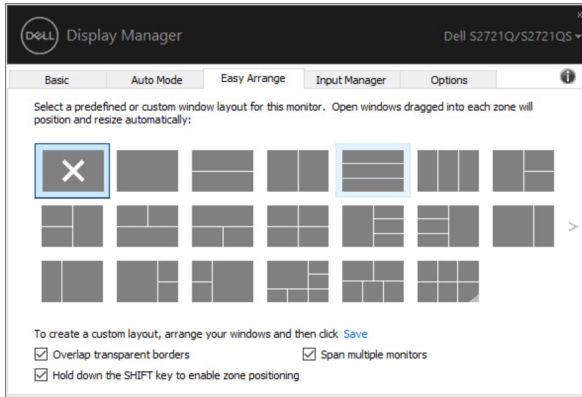 DELL Display Manager
Dell S2721Q/S2721QS
Basic Auto Mode Easy Arrange Input Manager Options
Select a predefined or custom window layout for this monitor. Open windows dragged into each zone will
position and resize automatically:
To create a custom layout, arrange your windows and then click Save
Overlap transparent borders Span multiple monitors
Hold down the SHIFT key to enable zone positioning